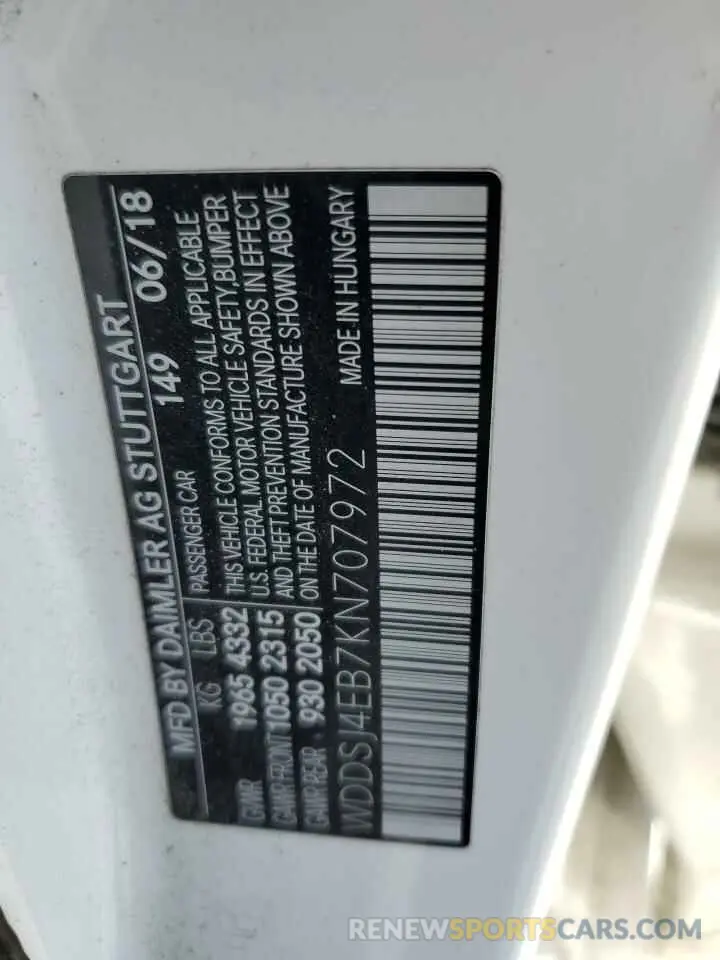 MFD BY DAIMLER AG STUTTGART
KG LBS 149 06/18
PASSENGER CAR
GVWR 1965 4332
GAWR FRONT 1050 2315
GAWR REAR 930 2050
THIS VEHICLE CONFORMS TO ALL APPLICABLE
U.S. FEDERAL MOTOR VEHICLE SAFETY,BUMPER
AND THEFT PREVENTION STANDARDS IN EFFECT
ON THE DATE OF MANUFACTURE SHOWN ABOVE
MADE IN HUNGARY
WDDSJ4EB7KN707972
RENEWSPORTSCARS.COM